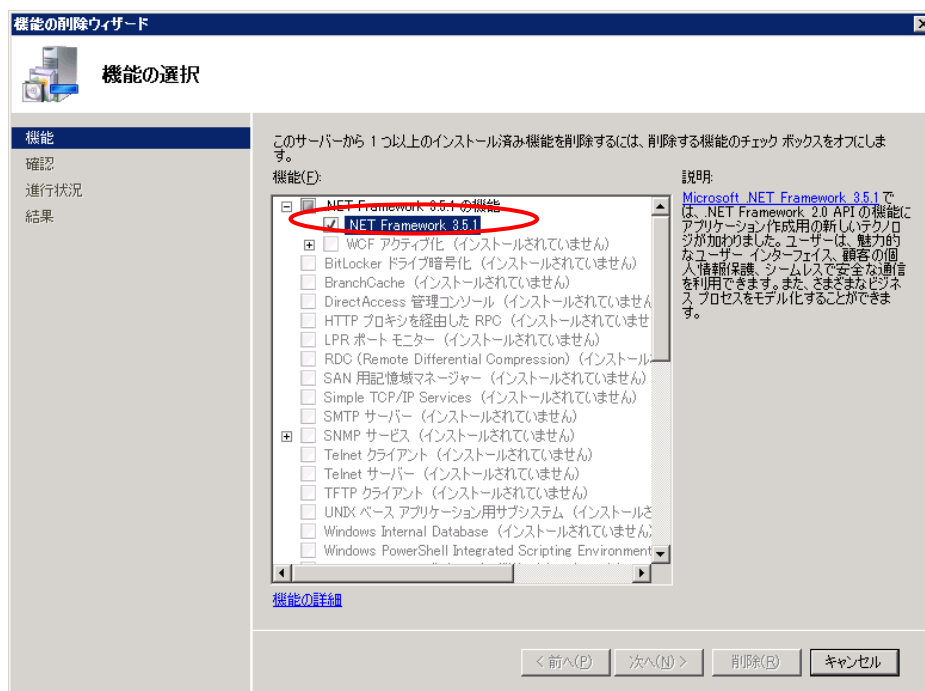 機能の削除ウィザード
機能の選択
機能
確認
進行状況
結果
このサーバーから 1 つ以上のインストール済み機能を削除するには、削除する機能のチェック ボックスをオフにしま
す。
機能(F):
.NET Framework 3.5.1 の機能
.NET Framework 3.5.1
WCF アクティブ化 (インストールされていません)
BitLocker ドライブ暗号化 (インストールされていません)
BranchCache (インストールされていません)
DirectAccess 管理コンソール (インストールされていません
HTTP プロキシを経由した RPC (インストールされていませ
LPR ポート モニター (インストールされていません)
RDC (Remote Differential Compression) (インストール
SAN 用記憶域マネージャー (インストールされていません)
Simple TCP/IP Services (インストールされていません)
SMTP サーバー (インストールされていません)
SNMP サービス (インストールされていません)
Telnet クライアント (インストールされていません)
Telnet サーバー (インストールされていません)
TFTP クライアント (インストールされていません)
UNIX ベース アプリケーション用サブシステム (インストールさ
Windows Internal Database (インストールされていません)
Windows PowerShell Integrated Scripting Environment
機能の詳細
説明:
Microsoft .NET Framework 3.5.1 で
は、.NET Framework 2.0 API の機能に
アプリケーション作成用の新しいテクノロ
ジが加わりました。ユーザーは、魅力的
なユーザー インターフェイス、顧客の個
人情報保護、シームレスで安全な通信
を利用できます。また、さまざまなビジネ
ス プロセスをモデル化することができま
す。
< 前へ(P)
次へ(N) >
削除(R)
キャンセル